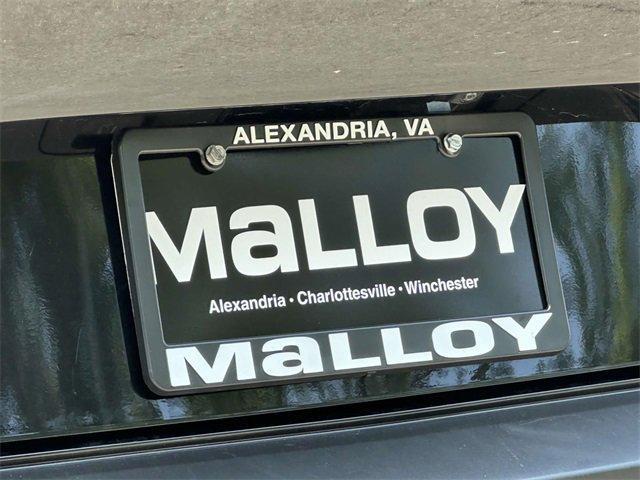 ALEXANDRIA, VA
MaLLOY
Alexandria • Charlottesville • Winchester
MaLLOY